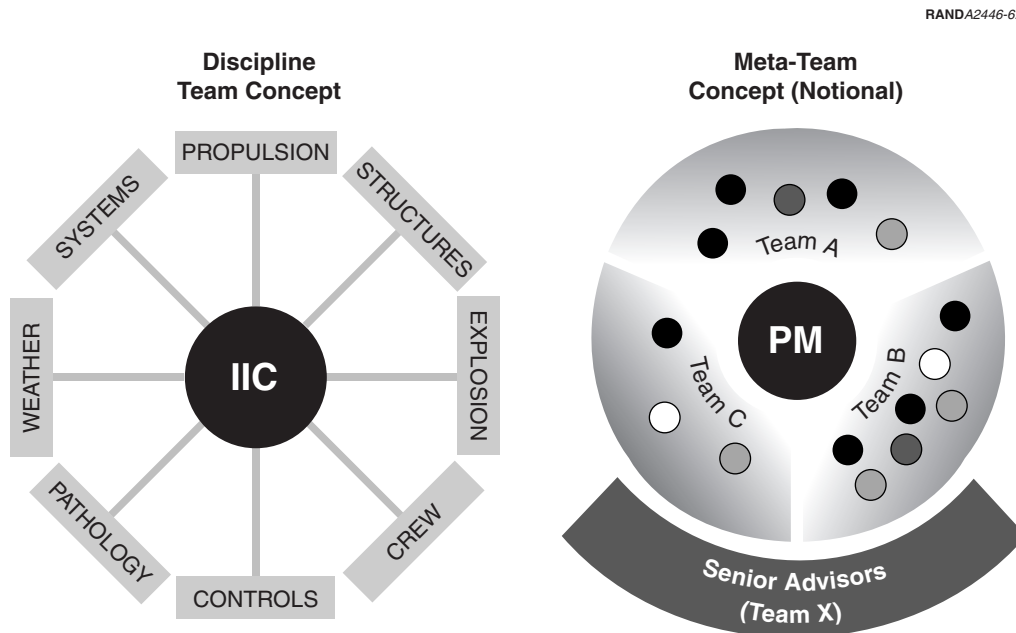 RANDA2446-6.
Discipline
Team Concept
PROPULSION
STRUCTURES
EXPLOSION
CREW
CONTROLS
PATHOLOGY
WEATHER
SYSTEMS
IIC
Meta-Team
Concept (Notional)
Team A
Team B
Team C
PM
Senior Advisors
(Team X)